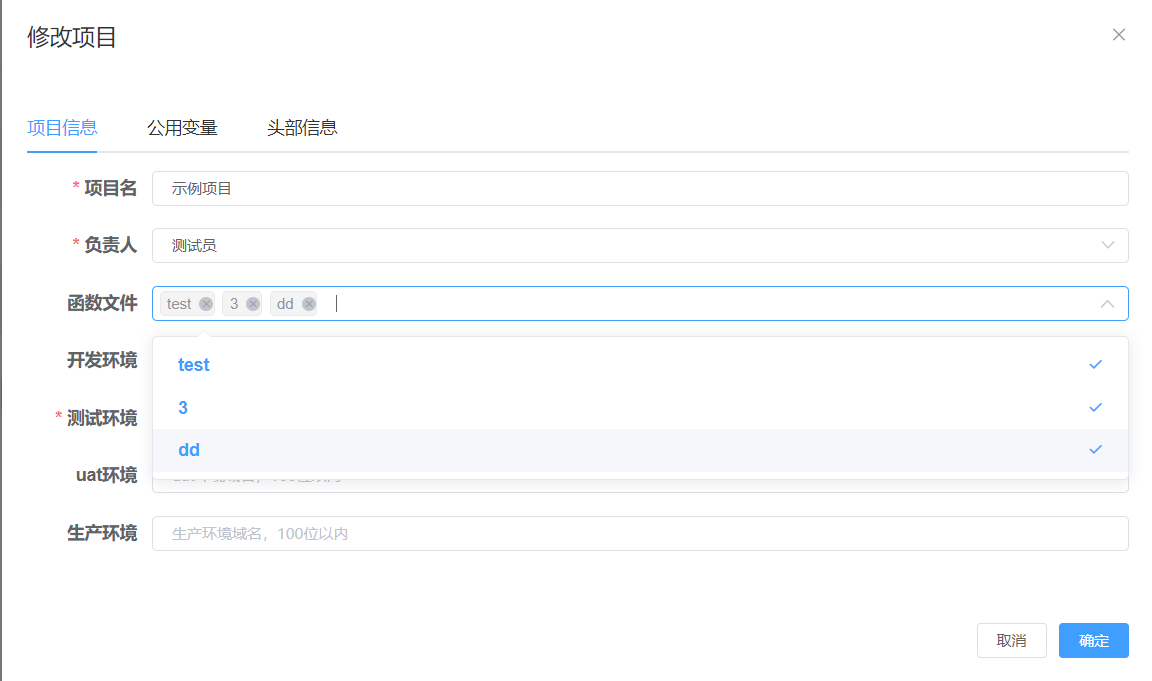 修改项目
项目信息 公用变量 头部信息
* 项目名 示例项目
* 负责人 测试员
函数文件 test 3 dd
开发环境
test
3
* 测试环境
dd
uat环境
生产环境 生产环境域名，100位以内
取消 确定